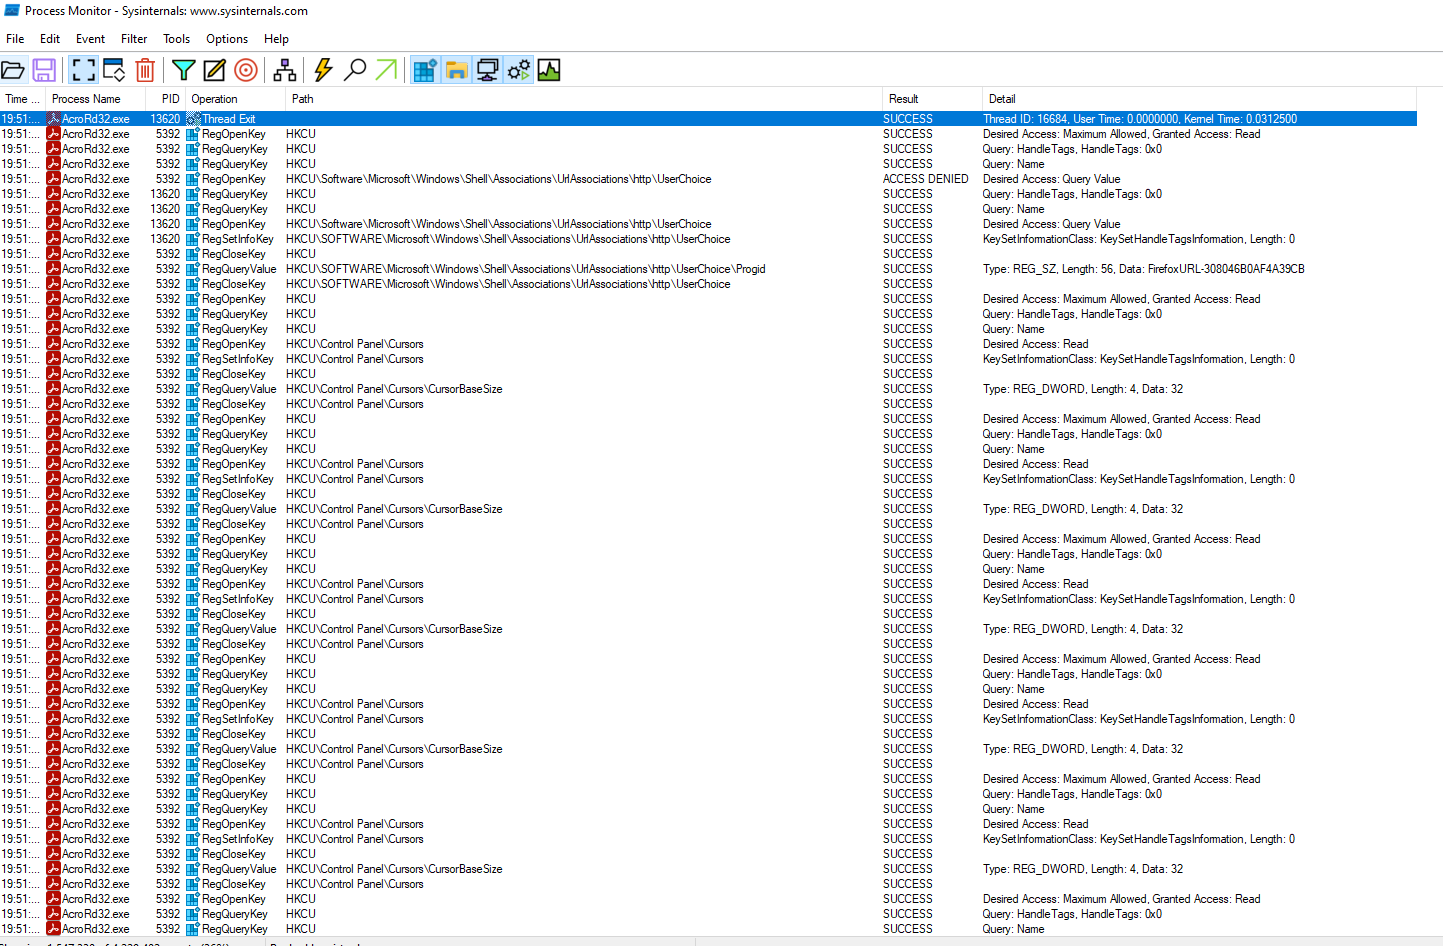 Process Monitor - Sysinternals: www.sysinternals.com
File Edit Event Filter Tools Options Help
Time ... Process Name PID Operation Path Result Detail
19:51:... AcroRd32.exe 13620 Thread Exit SUCCESS Thread ID: 16684, User Time: 0.0000000, Kernel Time: 0.0312500
19:51:... AcroRd32.exe 5392 RegOpenKey HKCU SUCCESS Desired Access: Maximum Allowed, Granted Access: Read
19:51:... AcroRd32.exe 5392 RegQueryKey HKCU SUCCESS Query: HandleTags, HandleTags: 0x0
19:51:... AcroRd32.exe 5392 RegQueryKey HKCU SUCCESS Query: Name
19:51:... AcroRd32.exe 5392 RegOpenKey HKCU\Software\Microsoft\Windows\Shell\Associations\UrlAssociations\http\UserChoice ACCESS DENIED Desired Access: Query Value
19:51:... AcroRd32.exe 13620 RegQueryKey HKCU SUCCESS Query: HandleTags, HandleTags: 0x0
19:51:... AcroRd32.exe 13620 RegQueryKey HKCU SUCCESS Query: Name
19:51:... AcroRd32.exe 13620 RegOpenKey HKCU\Software\Microsoft\Windows\Shell\Associations\UrlAssociations\http\UserChoice SUCCESS Desired Access: Query Value
19:51:... AcroRd32.exe 13620 RegSetInfoKey HKCU\SOFTWARE\Microsoft\Windows\Shell\Associations\UrlAssociations\http\UserChoice SUCCESS KeySetInformationClass: KeySetHandleTagsInformation, Length: 0
19:51:... AcroRd32.exe 5392 RegCloseKey HKCU SUCCESS
19:51:... AcroRd32.exe 5392 RegQueryValue HKCU\SOFTWARE\Microsoft\Windows\Shell\Associations\UrlAssociations\http\UserChoice\Progid SUCCESS Type: REG_SZ, Length: 56, Data: FirefoxURL-308046B0AF4A39CB
19:51:... AcroRd32.exe 5392 RegCloseKey HKCU\SOFTWARE\Microsoft\Windows\Shell\Associations\UrlAssociations\http\UserChoice SUCCESS
19:51:... AcroRd32.exe 5392 RegOpenKey HKCU SUCCESS Desired Access: Maximum Allowed, Granted Access: Read
19:51:... AcroRd32.exe 5392 RegQueryKey HKCU SUCCESS Query: HandleTags, HandleTags: 0x0
19:51:... AcroRd32.exe 5392 RegQueryKey HKCU SUCCESS Query: Name
19:51:... AcroRd32.exe 5392 RegOpenKey HKCU\Control Panel\Cursors SUCCESS Desired Access: Read
19:51:... AcroRd32.exe 5392 RegSetInfoKey HKCU\Control Panel\Cursors SUCCESS KeySetInformationClass: KeySetHandleTagsInformation, Length: 0
19:51:... AcroRd32.exe 5392 RegCloseKey HKCU SUCCESS
19:51:... AcroRd32.exe 5392 RegQueryValue HKCU\Control Panel\Cursors\CursorBaseSize SUCCESS Type: REG_DWORD, Length: 4, Data: 32
19:51:... AcroRd32.exe 5392 RegCloseKey HKCU\Control Panel\Cursors SUCCESS
19:51:... AcroRd32.exe 5392 RegOpenKey HKCU SUCCESS Desired Access: Maximum Allowed, Granted Access: Read
19:51:... AcroRd32.exe 5392 RegQueryKey HKCU SUCCESS Query: HandleTags, HandleTags: 0x0
19:51:... AcroRd32.exe 5392 RegQueryKey HKCU SUCCESS Query: Name
19:51:... AcroRd32.exe 5392 RegOpenKey HKCU\Control Panel\Cursors SUCCESS Desired Access: Read
19:51:... AcroRd32.exe 5392 RegSetInfoKey HKCU\Control Panel\Cursors SUCCESS KeySetInformationClass: KeySetHandleTagsInformation, Length: 0
19:51:... AcroRd32.exe 5392 RegCloseKey HKCU SUCCESS
19:51:... AcroRd32.exe 5392 RegQueryValue HKCU\Control Panel\Cursors\CursorBaseSize SUCCESS Type: REG_DWORD, Length: 4, Data: 32
19:51:... AcroRd32.exe 5392 RegCloseKey HKCU\Control Panel\Cursors SUCCESS
19:51:... AcroRd32.exe 5392 RegOpenKey HKCU SUCCESS Desired Access: Maximum Allowed, Granted Access: Read
19:51:... AcroRd32.exe 5392 RegQueryKey HKCU SUCCESS Query: HandleTags, HandleTags: 0x0
19:51:... AcroRd32.exe 5392 RegQueryKey HKCU SUCCESS Query: Name
19:51:... AcroRd32.exe 5392 RegOpenKey HKCU\Control Panel\Cursors SUCCESS Desired Access: Read
19:51:... AcroRd32.exe 5392 RegSetInfoKey HKCU\Control Panel\Cursors SUCCESS KeySetInformationClass: KeySetHandleTagsInformation, Length: 0
19:51:... AcroRd32.exe 5392 RegCloseKey HKCU SUCCESS
19:51:... AcroRd32.exe 5392 RegQueryValue HKCU\Control Panel\Cursors\CursorBaseSize SUCCESS Type: REG_DWORD, Length: 4, Data: 32
19:51:... AcroRd32.exe 5392 RegCloseKey HKCU\Control Panel\Cursors SUCCESS
19:51:... AcroRd32.exe 5392 RegOpenKey HKCU SUCCESS Desired Access: Maximum Allowed, Granted Access: Read
19:51:... AcroRd32.exe 5392 RegQueryKey HKCU SUCCESS Query: HandleTags, HandleTags: 0x0
19:51:... AcroRd32.exe 5392 RegQueryKey HKCU SUCCESS Query: Name
19:51:... AcroRd32.exe 5392 RegOpenKey HKCU\Control Panel\Cursors SUCCESS Desired Access: Read
19:51:... AcroRd32.exe 5392 RegSetInfoKey HKCU\Control Panel\Cursors SUCCESS KeySetInformationClass: KeySetHandleTagsInformation, Length: 0
19:51:... AcroRd32.exe 5392 RegCloseKey HKCU SUCCESS
19:51:... AcroRd32.exe 5392 RegQueryValue HKCU\Control Panel\Cursors\CursorBaseSize SUCCESS Type: REG_DWORD, Length: 4, Data: 32
19:51:... AcroRd32.exe 5392 RegCloseKey HKCU\Control Panel\Cursors SUCCESS
19:51:... AcroRd32.exe 5392 RegOpenKey HKCU SUCCESS Desired Access: Maximum Allowed, Granted Access: Read
19:51:... AcroRd32.exe 5392 RegQueryKey HKCU SUCCESS Query: HandleTags, HandleTags: 0x0
19:51:... AcroRd32.exe 5392 RegQueryKey HKCU SUCCESS Query: Name
19:51:... AcroRd32.exe 5392 RegOpenKey HKCU\Control Panel\Cursors SUCCESS Desired Access: Read
19:51:... AcroRd32.exe 5392 RegSetInfoKey HKCU\Control Panel\Cursors SUCCESS KeySetInformationClass: KeySetHandleTagsInformation, Length: 0
19:51:... AcroRd32.exe 5392 RegCloseKey HKCU SUCCESS
19:51:... AcroRd32.exe 5392 RegQueryValue HKCU\Control Panel\Cursors\CursorBaseSize SUCCESS Type: REG_DWORD, Length: 4, Data: 32
19:51:... AcroRd32.exe 5392 RegCloseKey HKCU\Control Panel\Cursors SUCCESS
19:51:... AcroRd32.exe 5392 RegOpenKey HKCU SUCCESS Desired Access: Maximum Allowed, Granted Access: Read
19:51:... AcroRd32.exe 5392 RegQueryKey HKCU SUCCESS Query: HandleTags, HandleTags: 0x0
19:51:... AcroRd32.exe 5392 RegQueryKey HKCU SUCCESS Query: Name